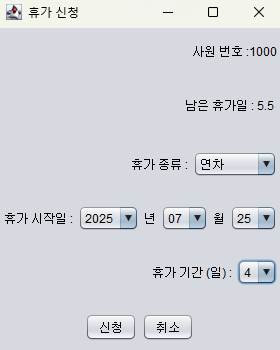 휴가 신청
사원 번호 :1000
남은 휴가일 : 5.5
휴가 종류 : 연차
휴가 시작일 : 2025 년 07 월 25
휴가 기간 (일) : 4
신청 취소